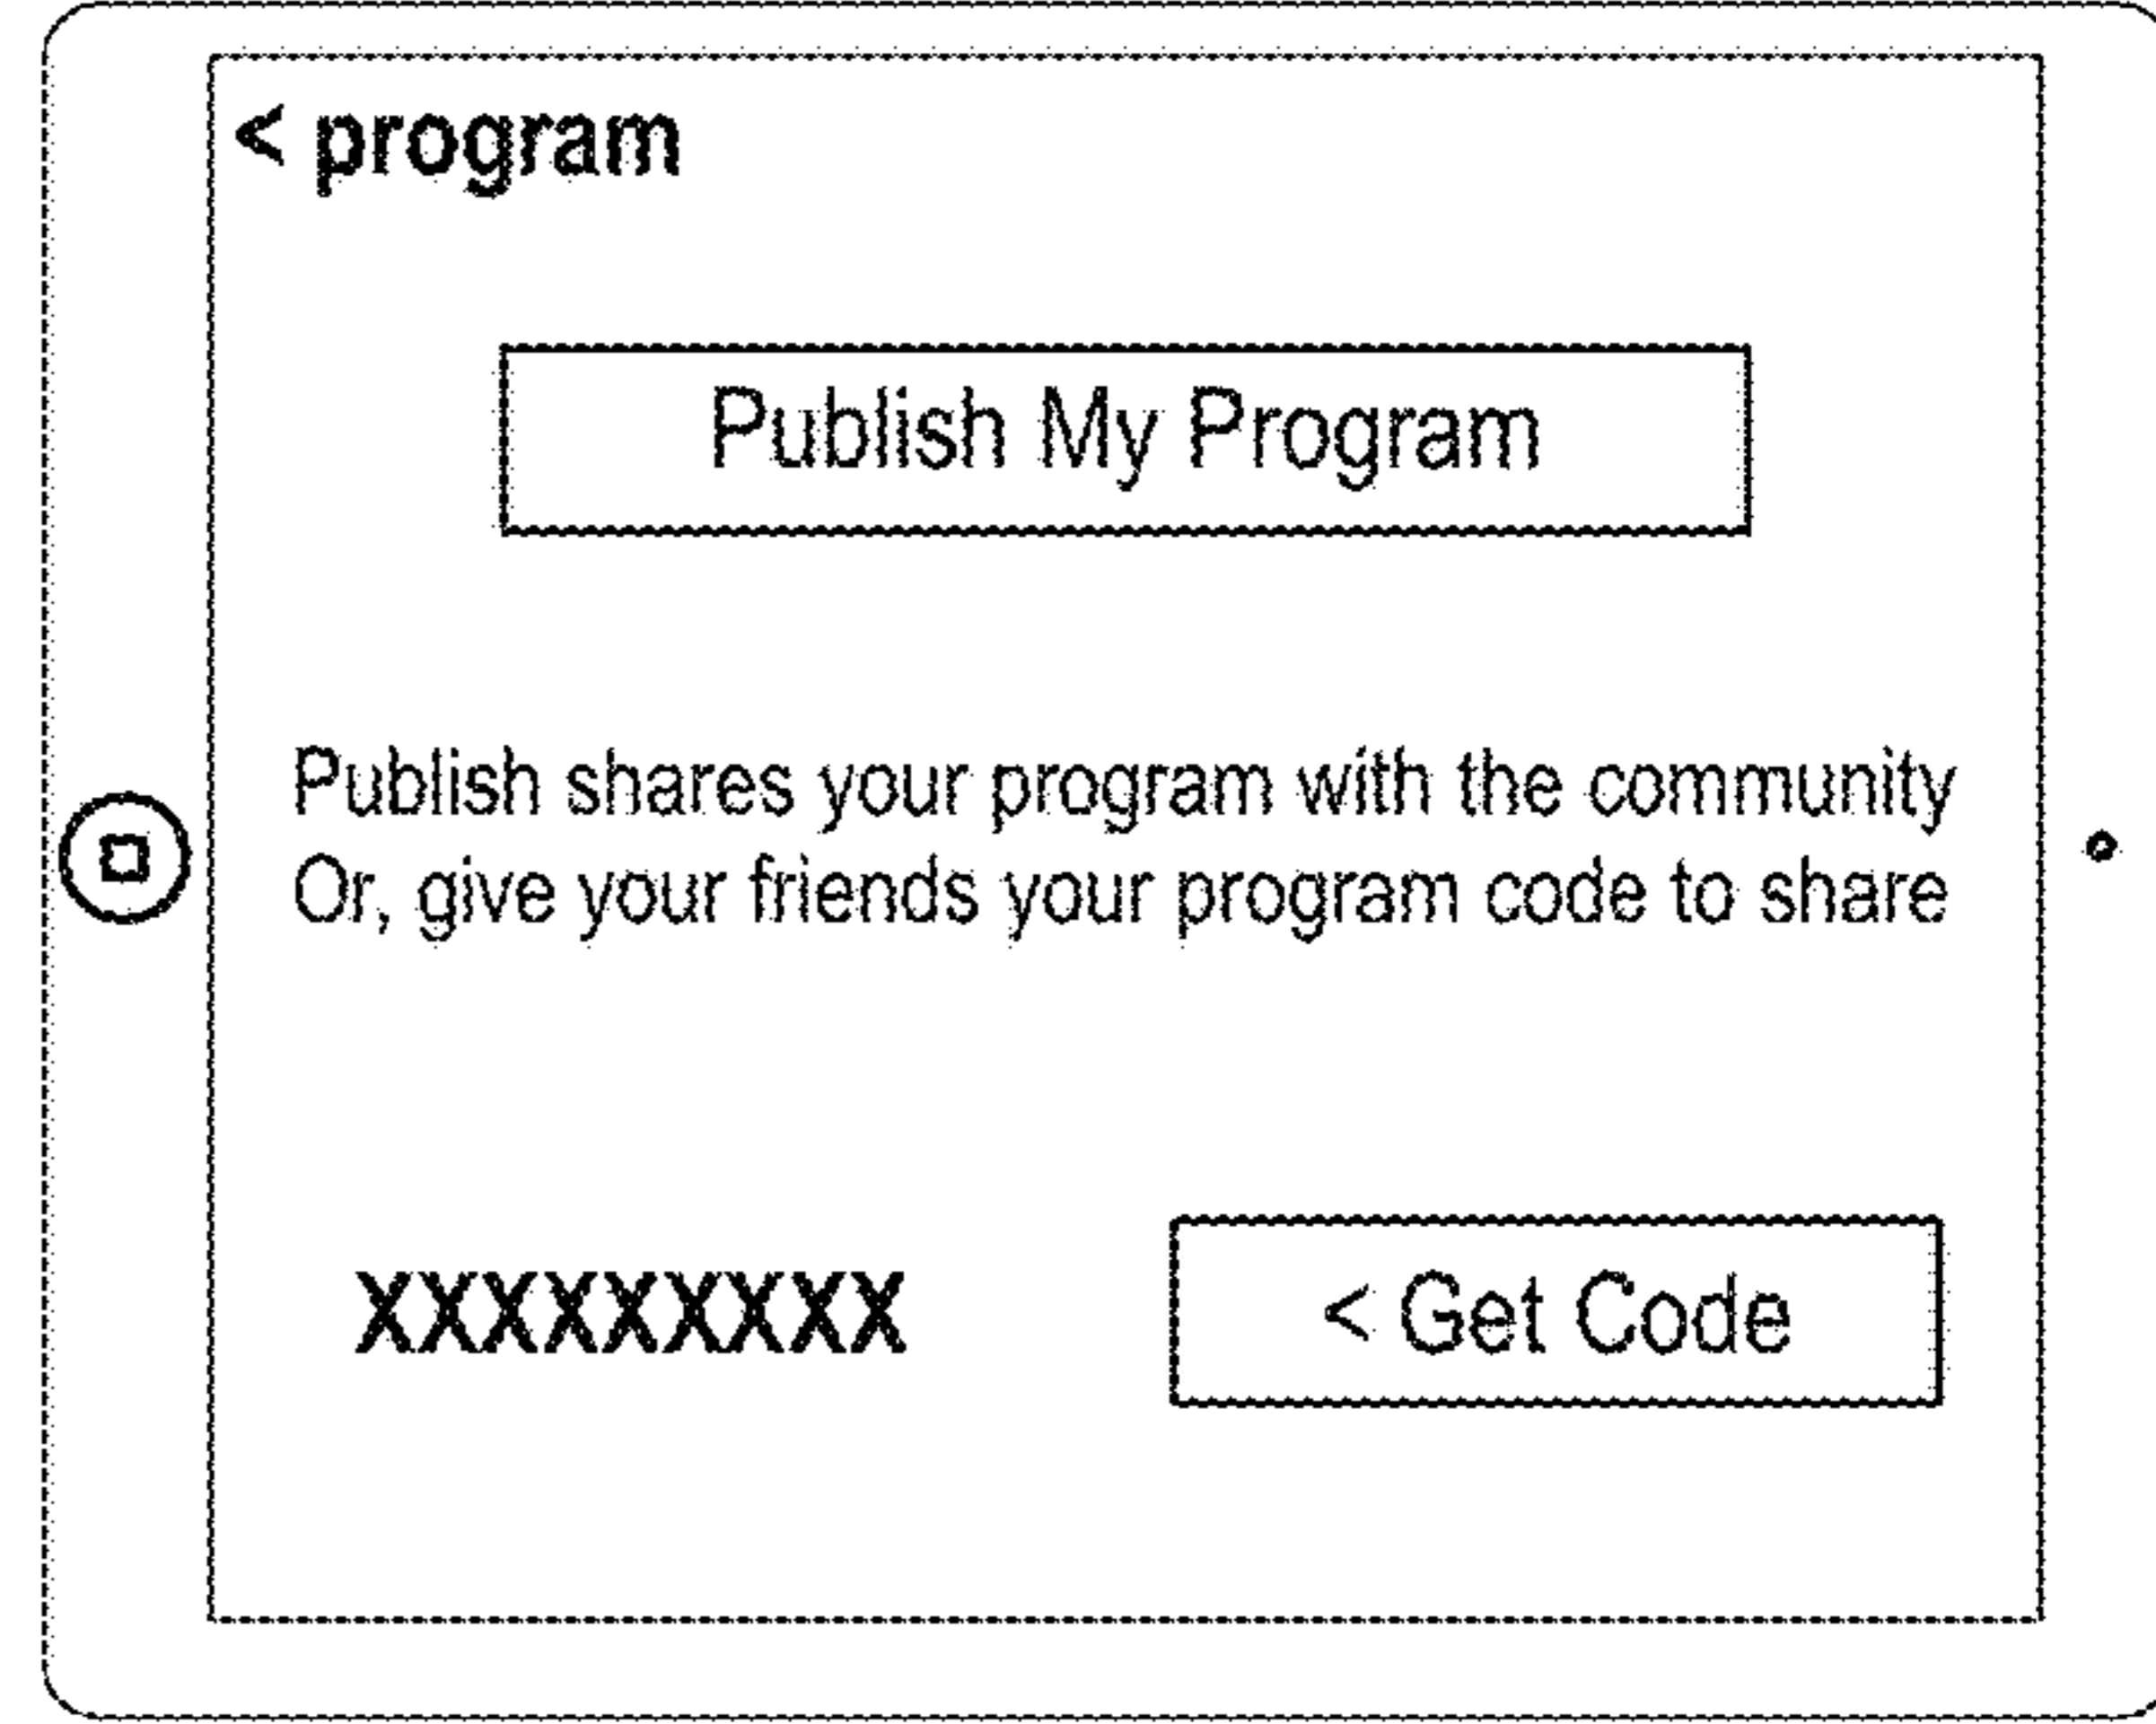 < program
Publish My Program
Publish shares your program with the community
Or, give your friends your program code to share
XXXXXXXXX < Get Code